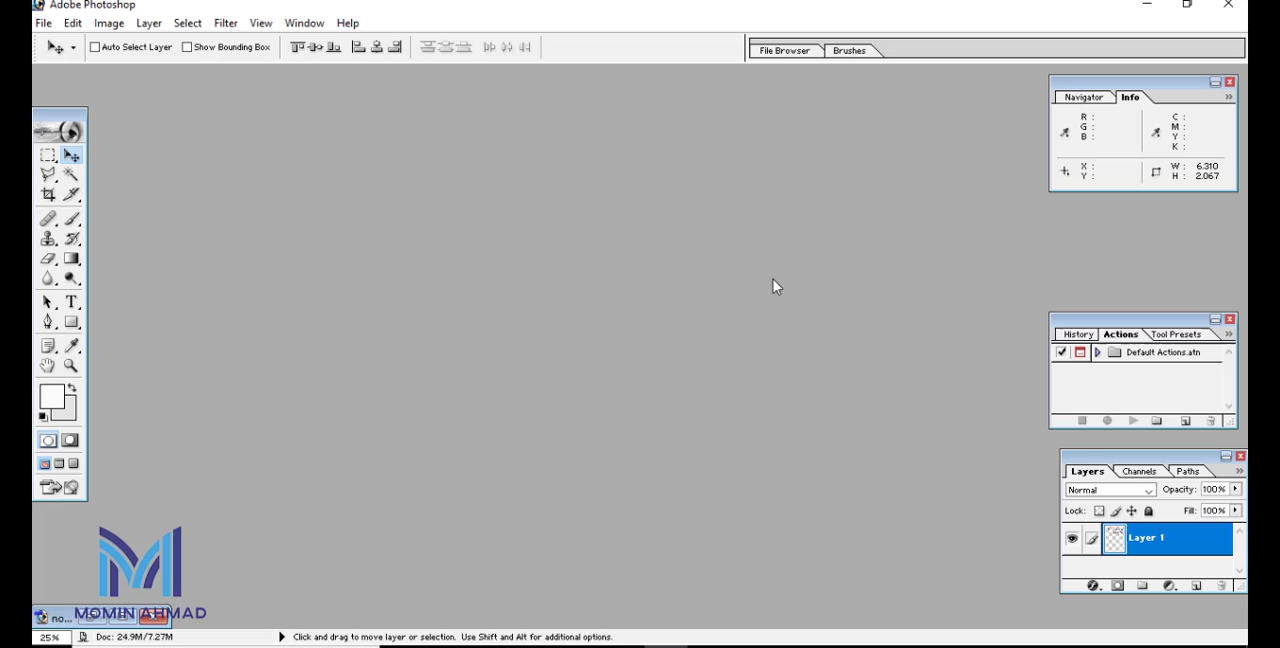 Adobe Photoshop
File Edit Image Layer Select Filter View Window Help
Auto Select Layer Show Bounding Box File Browser Brushes
Navigator Info
R : C :
G : M :
B : Y :
K :
X : W : 6.310
Y : H : 2.067
T
History Actions Tool Presets
Default Actions.atn
Layers Channels Paths
Normal Opacity: 100%
Lock: Fill: 100%
Layer 1
MOMIN AHMAD
no...
25% Doc: 24.9M/7.27M Click and drag to move layer or selection. Use Shift and Alt for additional options.